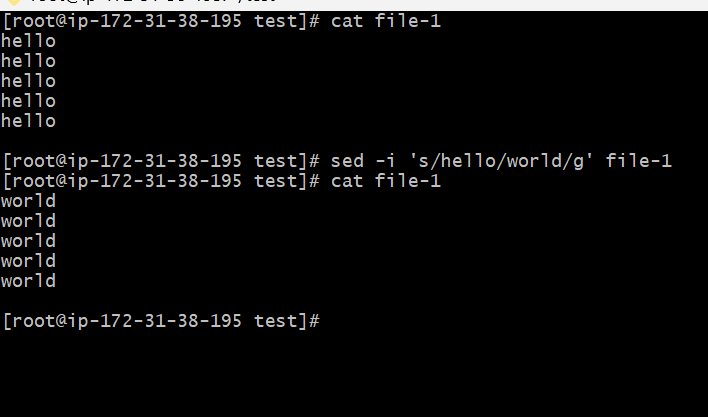 [root@ip-172-31-38-195 test]# cat file-1
hello
hello
hello
hello
hello
[root@ip-172-31-38-195 test]# sed -i 's/hello/world/g' file-1
[root@ip-172-31-38-195 test]# cat file-1
world
world
world
world
world
[root@ip-172-31-38-195 test]#